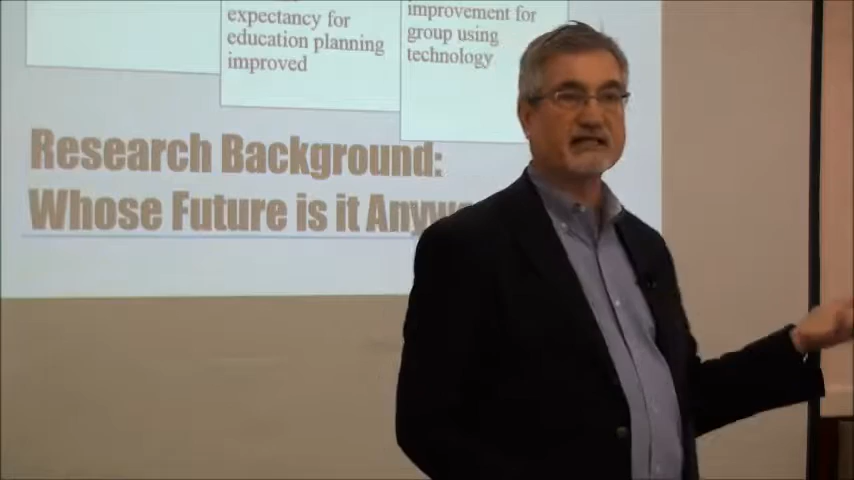 expectancy for
education planning
improved
improvement for
group using
technology
Research Background:
Whose Future is it